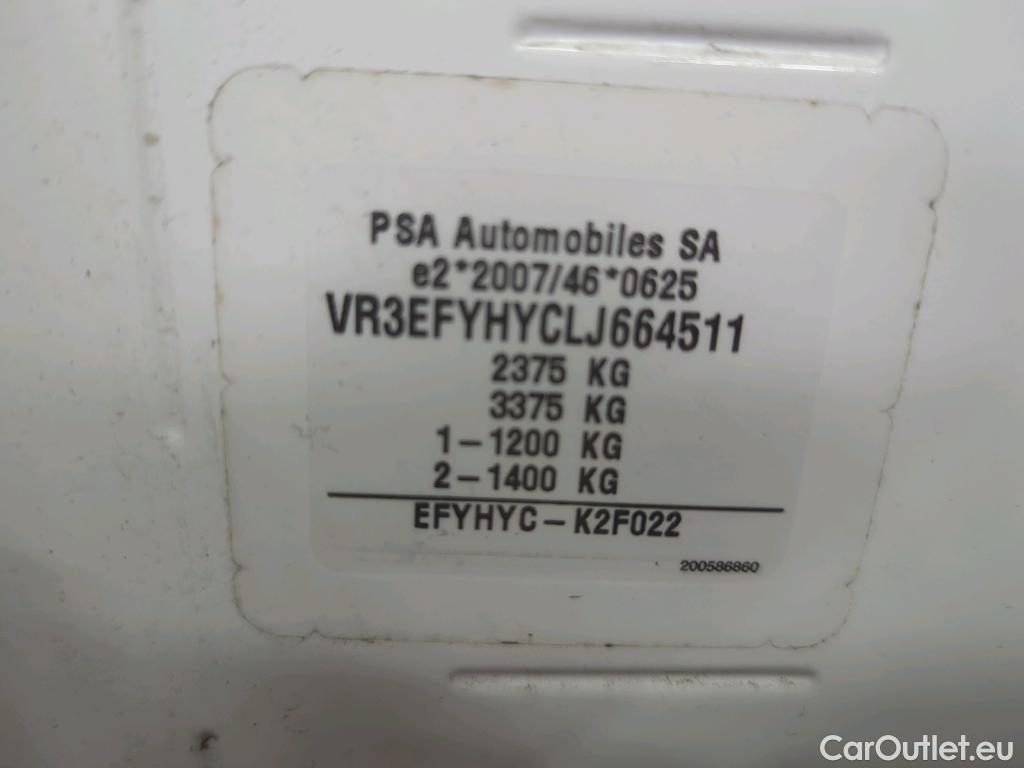 PSA Automobiles SA
e2*2007/46*0625
VR3EFYHYCLJ664511
2375 KG
3375 KG
1-1200 KG
2-1400 KG
EFYHYC-K2F022
200586860
CarOutlet.eu